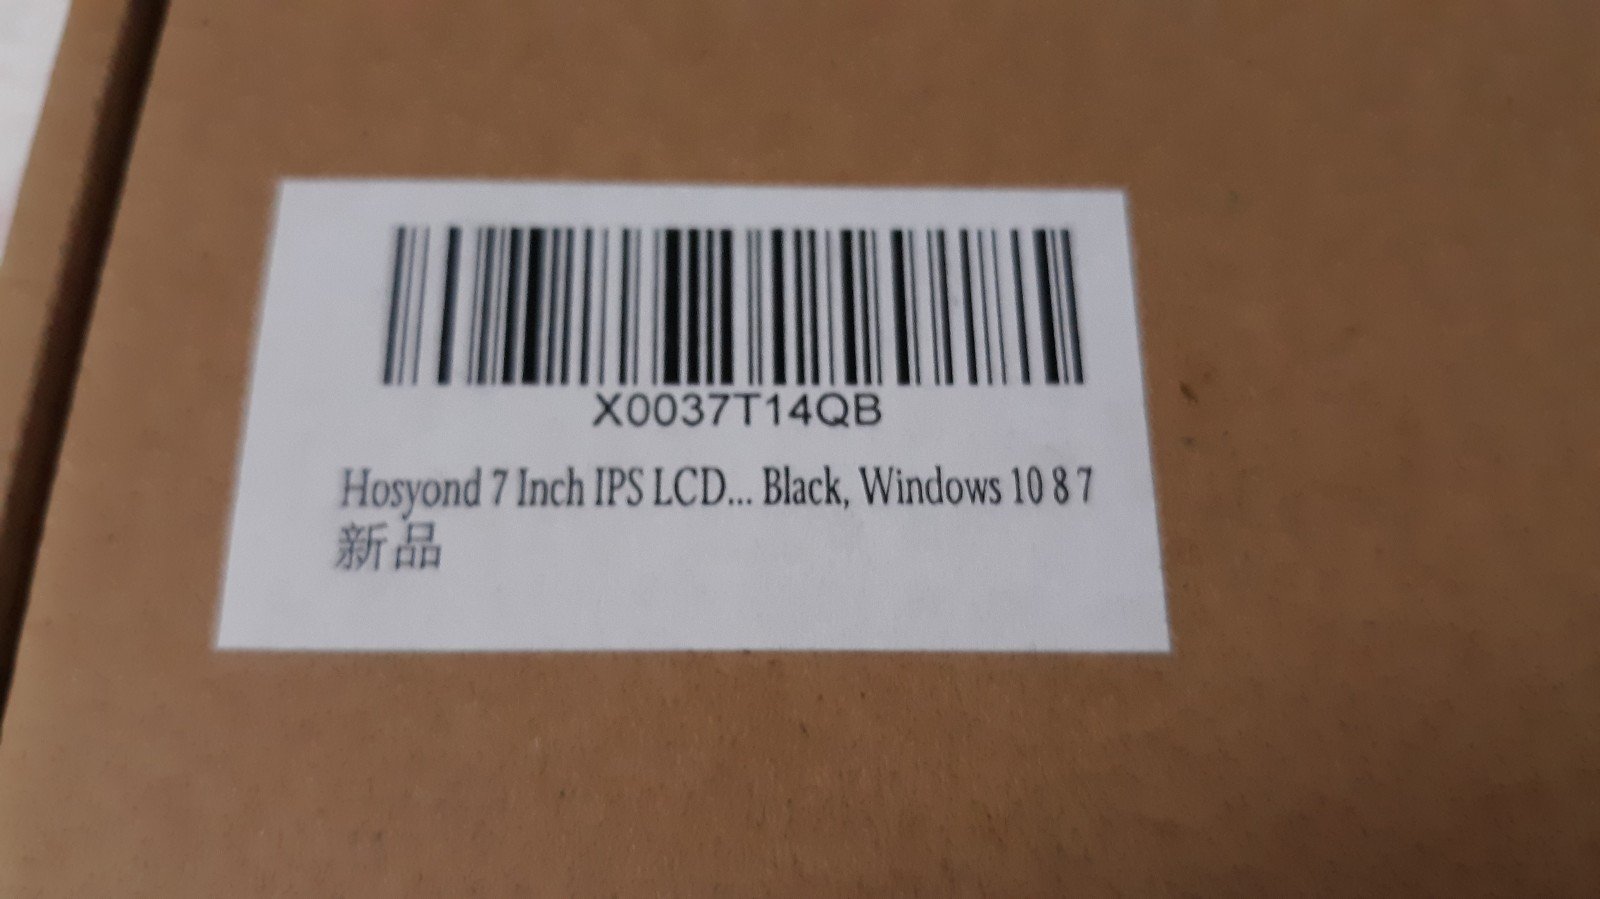 X0037T14QB
Hosyond 7 Inch IPS LCD... Black, Windows 10 8 7
新品